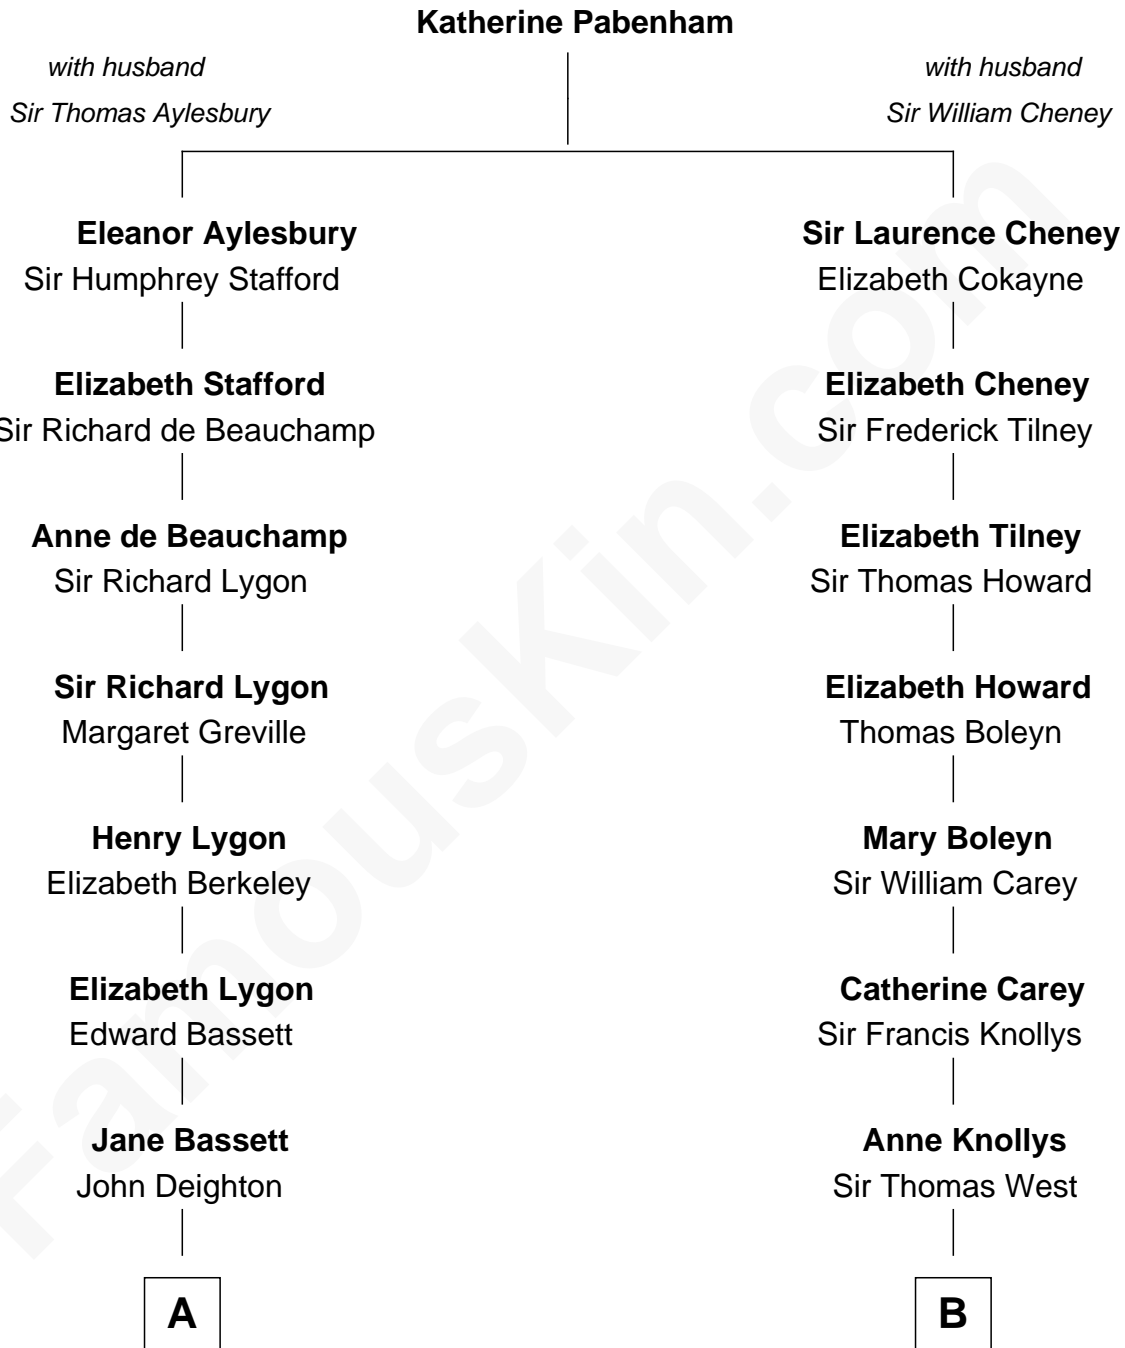 Katherine Pabenham
with husband
Sir Thomas Aylesbury
with husband
Sir William Cheney
Eleanor Aylesbury
Sir Humphrey Stafford
Sir Laurence Cheney
Elizabeth Cokayne
Elizabeth Stafford
Sir Richard de Beauchamp
Elizabeth Cheney
Sir Frederick Tilney
Anne de Beauchamp
Sir Richard Lygon
Elizabeth Tilney
Sir Thomas Howard
Sir Richard Lygon
Margaret Greville
Elizabeth Howard
Thomas Boleyn
Henry Lygon
Elizabeth Berkeley
Mary Boleyn
Sir William Carey
Elizabeth Lygon
Edward Bassett
Catherine Carey
Sir Francis Knollys
Jane Bassett
John Deighton
Anne Knollys
Sir Thomas West
A
B
FamousKin.com